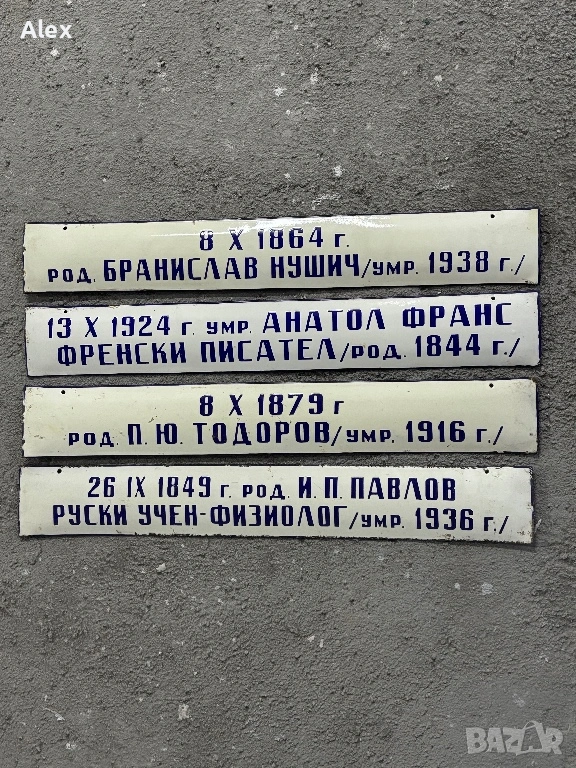 Alex
8 X 1864 г.
род. БРАНИСЛАВ НУШИЧ /умр. 1938 г./
13 X 1924 г. умр. АНАТОЛ ФРАНС
ФРЕНСКИ ПИСАТЕЛ /род. 1844 г./
8 X 1879 г
род. П. Ю. ТОДОРОВ /умр. 1916 г./
26 IX 1849 г. род. И. П. ПАВЛОВ
РУСКИ УЧЕН-ФИЗИОЛОГ /умр. 1936 г./
BAZAR